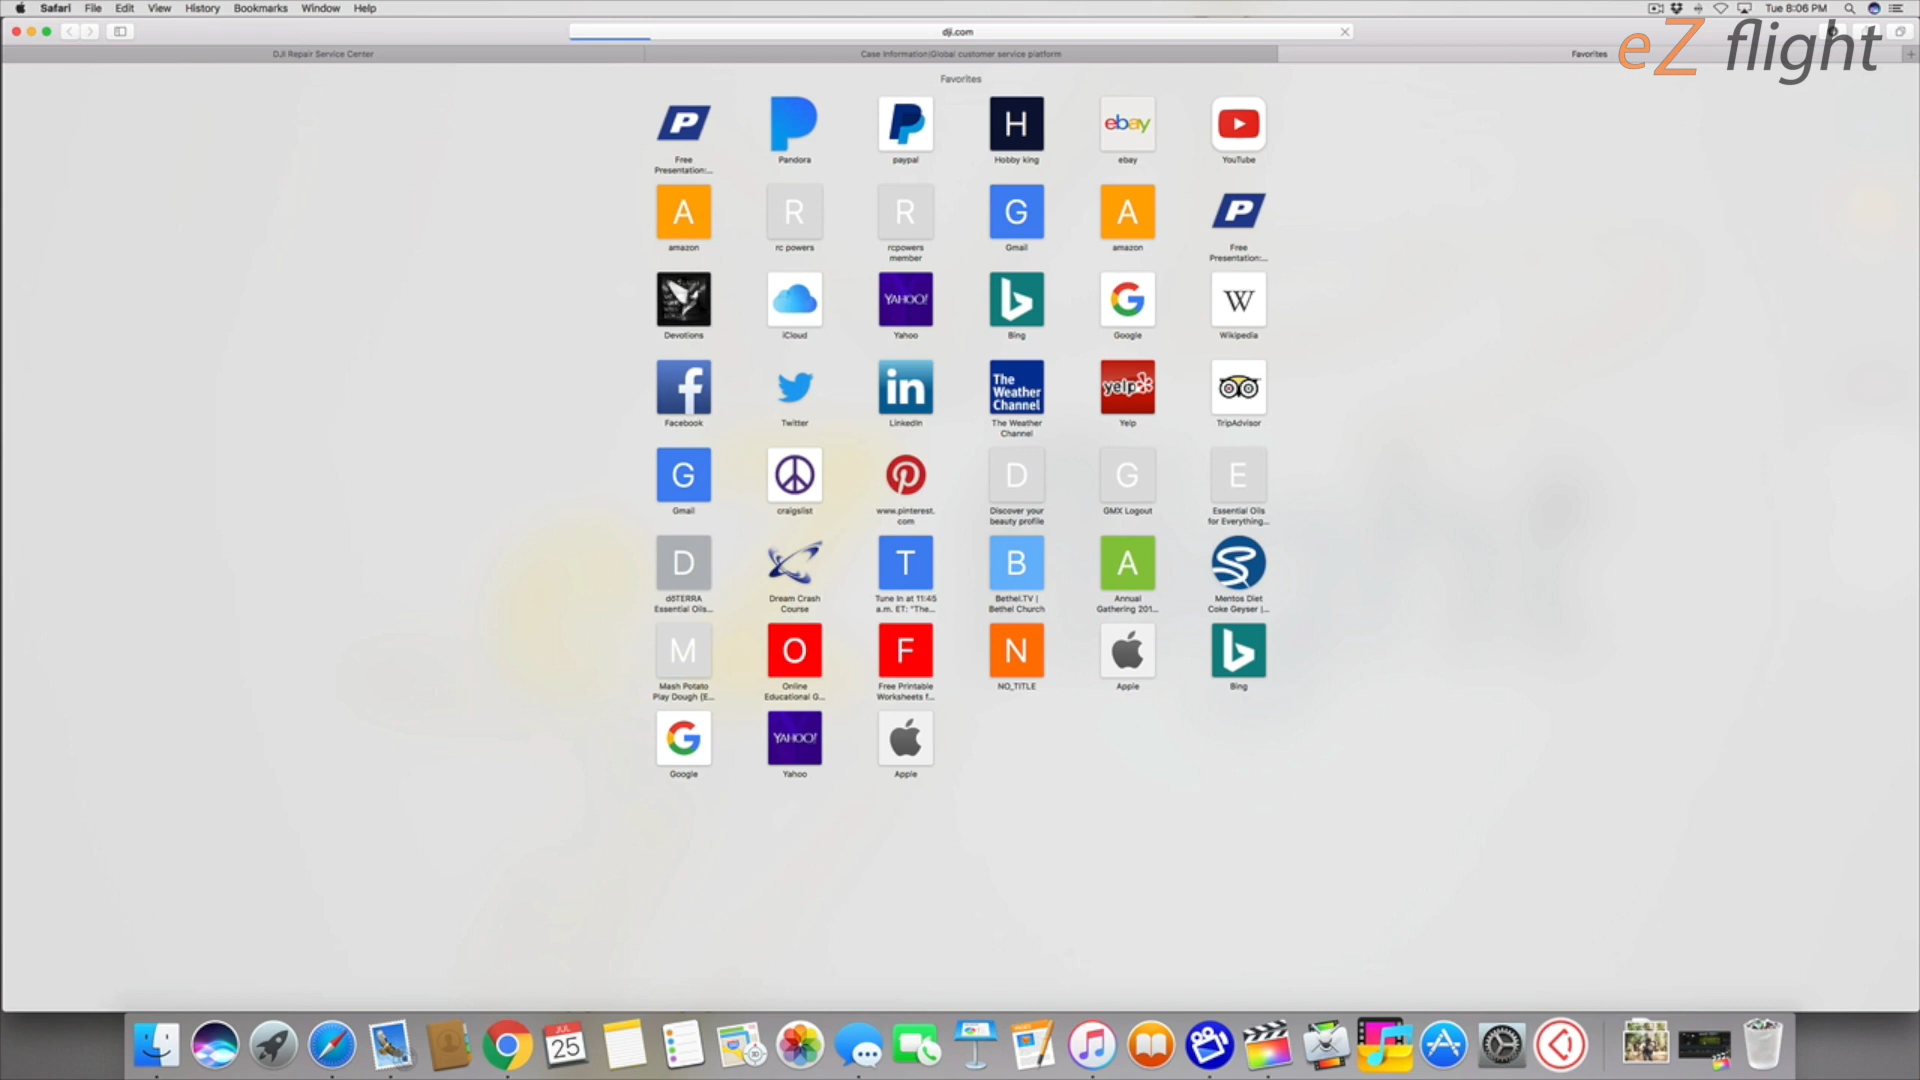 Safari File Edit View History Bookmarks Window Help Tue 8:06 PM
dji.com
eZ flight
DJI Repair Service Center Case Information|Global customer service platform Favorites
Favorites
P P H ebay
Free Presentation:... Pandora paypal Hobby king ebay YouTube
A R R G A P
amazon rc powers rcpowers member Gmail amazon Free Presentation:...
YAHOO! b G W
Devotions iCloud Yahoo Bing Google Wikipedia
f in The Weather Channel yelp
Facebook Twitter LinkedIn The Weather Channel Yelp TripAdvisor
G D G E
Gmail craigslist www.pinterest.com Discover your beauty profile GMX Logout Essential Oils for Everything...
D T B A S
dōTERRA Essential Oils... Dream Crash Course Tune In at 11:45 a.m. ET: "The... Bethel.TV | Bethel Church Annual Gathering 201... Mentos Diet Coke Geyser |...
M O F N b
Mash Potato Play Dough (E... Online Educational G... Free Printable Worksheets f... NO_TITLE Apple Bing
G YAHOO!
Google Yahoo Apple
JUL
25